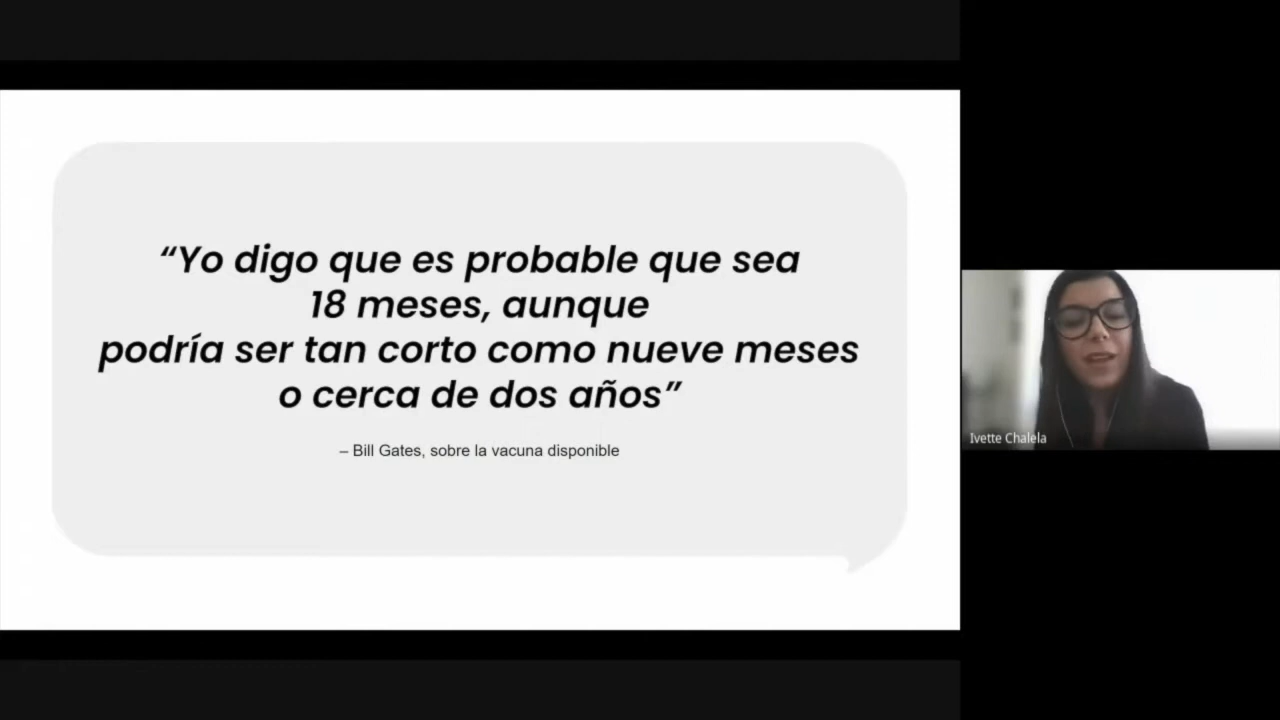 “Yo digo que es probable que sea
18 meses, aunque
podría ser tan corto como nueve meses
o cerca de dos años”
– Bill Gates, sobre la vacuna disponible
Ivette Chalela